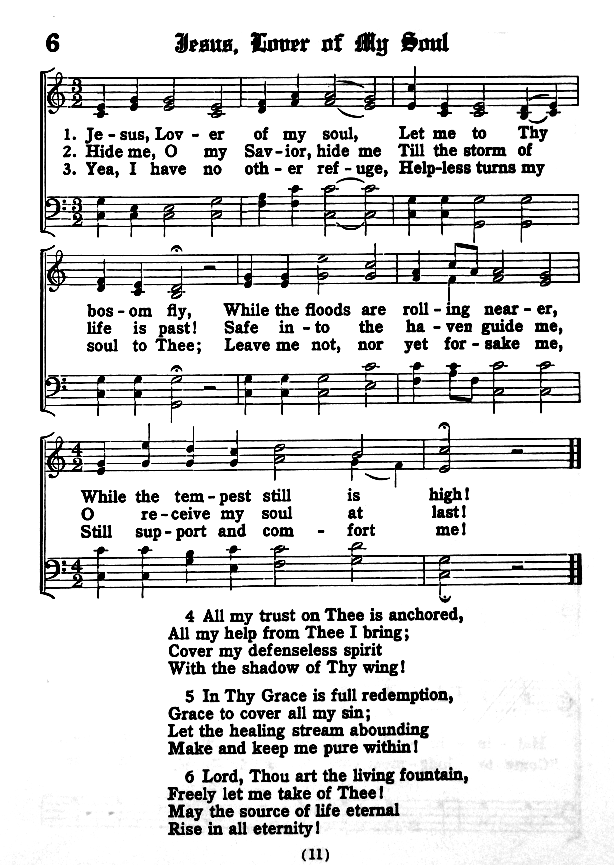 6 Jesus, Lover of My Soul
1. Je - sus, Lov - er of my soul, Let me to Thy
2. Hide me, O my Sav - ior, hide me Till the storm of
3. Yea, I have no oth - er ref - uge, Help-less turns my
bos - om fly, While the floods are roll - ing near - er,
life is past! Safe in - to the ha - ven guide me,
soul to Thee; Leave me not, nor yet for - sake me,
While the tem - pest still is high!
O re - ceive my soul at last!
Still sup - port and com - fort me!
4 All my trust on Thee is anchored,
All my help from Thee I bring;
Cover my defenseless spirit
With the shadow of Thy wing!
5 In Thy Grace is full redemption,
Grace to cover all my sin;
Let the healing stream abounding
Make and keep me pure within!
6 Lord, Thou art the living fountain,
Freely let me take of Thee!
May the source of life eternal
Rise in all eternity!
(11)